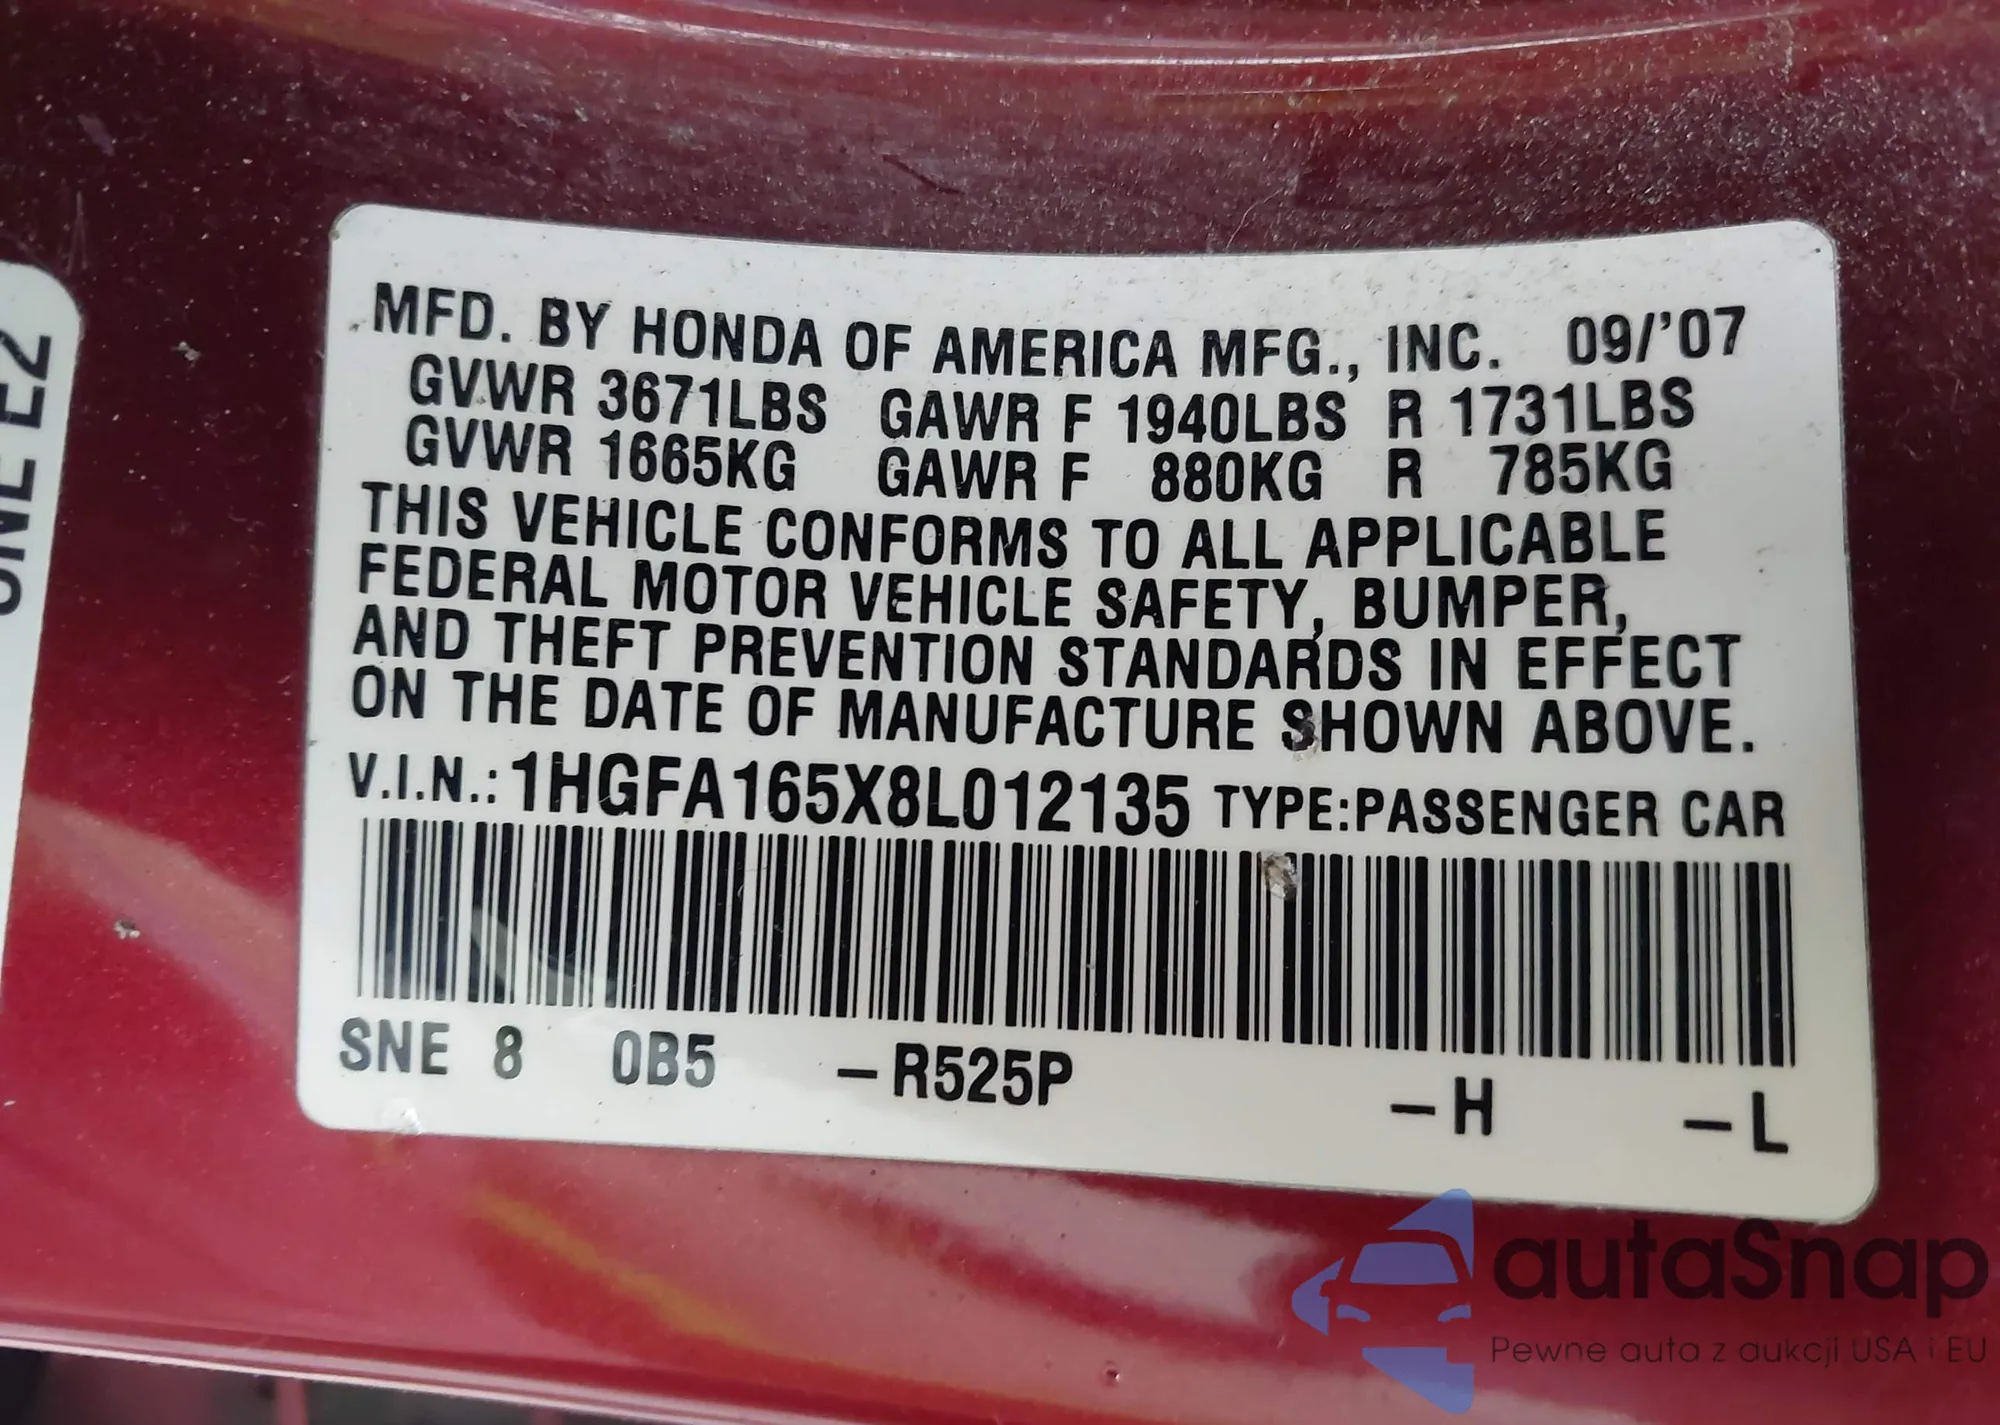 MFD. BY HONDA OF AMERICA MFG., INC. 09/'07
GVWR 3671LBS GAWR F 1940LBS R 1731LBS
GVWR 1665KG GAWR F 880KG R 785KG
THIS VEHICLE CONFORMS TO ALL APPLICABLE
FEDERAL MOTOR VEHICLE SAFETY, BUMPER,
AND THEFT PREVENTION STANDARDS IN EFFECT
ON THE DATE OF MANUFACTURE SHOWN ABOVE.
V.I.N.: 1HGFA165X8L012135 TYPE:PASSENGER CAR
SNE 8 0B5 –R525P –H –L
SNE E2
autaSnap
Pewne auta z aukcji USA i EU